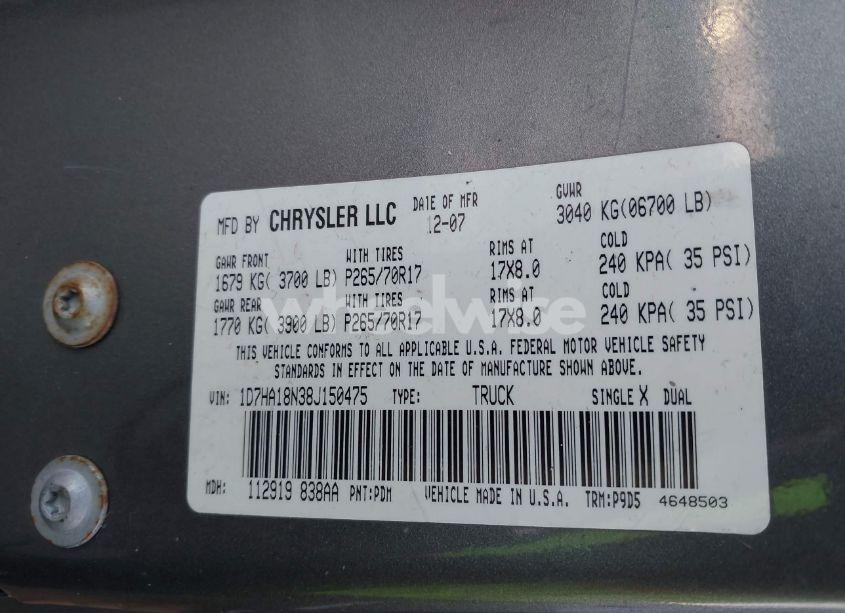 MFD BY CHRYSLER LLC DATE OF MFR 12-07 GVWR 3040 KG(06700 LB)
GAWR FRONT WITH TIRES RIMS AT COLD
1679 KG( 3700 LB) P265/70R17 17X8.0 240 KPA( 35 PSI)
GAWR REAR WITH TIRES RIMS AT COLD
1770 KG( 3900 LB) P265/70R17 17X8.0 240 KPA( 35 PSI)
wheelwise
THIS VEHICLE CONFORMS TO ALL APPLICABLE U.S.A. FEDERAL MOTOR VEHICLE SAFETY
STANDARDS IN EFFECT ON THE DATE OF MANUFACTURE SHOWN ABOVE.
VIN: 1D7HA18N38J150475 TYPE: TRUCK SINGLE X DUAL
MDH: 112919 838AA PNT:PDM VEHICLE MADE IN U.S.A. TRM:P9D5 4648503